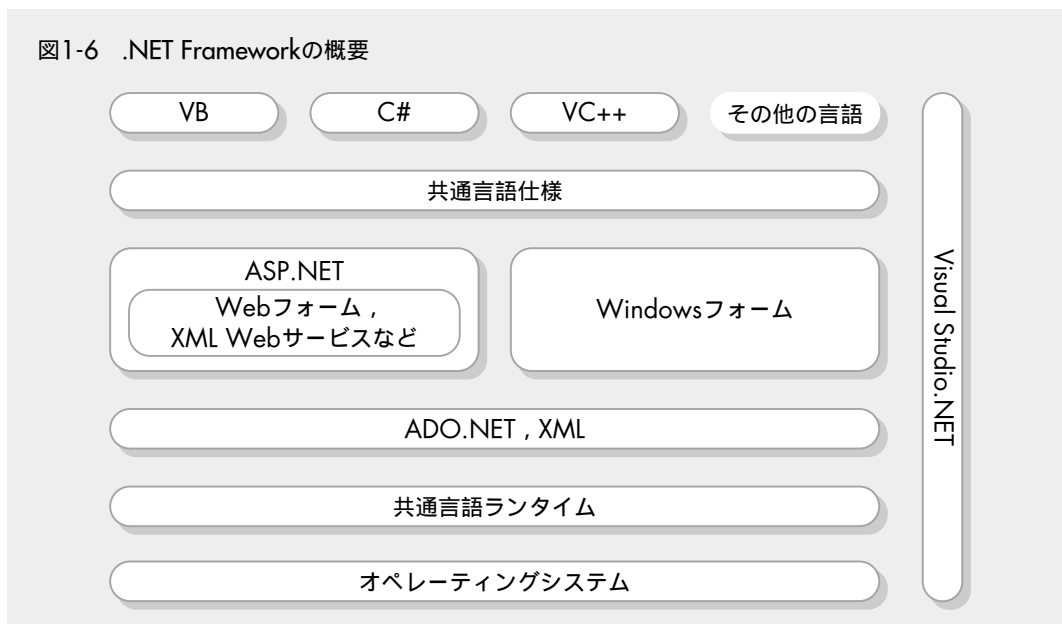 図1-6 .NET Frameworkの概要
VB
C#
VC++
その他の言語
共通言語仕様
ASP.NET
Webフォーム，
XML Webサービスなど
Windowsフォーム
ADO.NET，XML
共通言語ランタイム
オペレーティングシステム
Visual Studio.NET